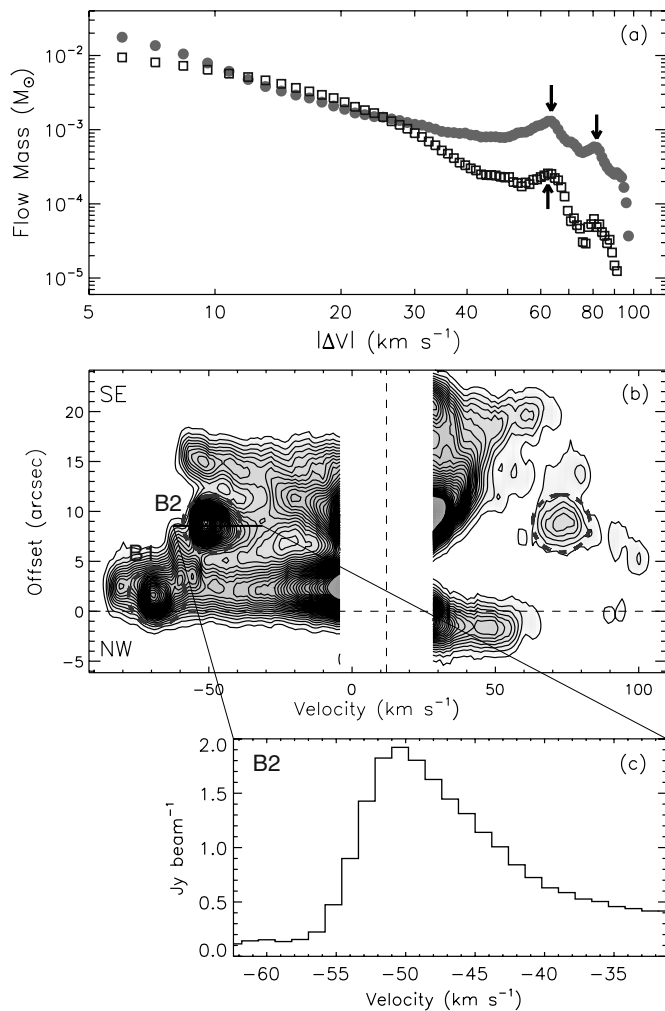 (a)
Flow Mass (M⊙)
10⁻²
10⁻³
10⁻⁴
10⁻⁵
5 10 20 30 40 60 80 100
|ΔV| (km s⁻¹)
SE (b)
Offset (arcsec)
20
15
B2
10
5
B1
0
NW
−5
−50 0 50 100
Velocity (km s⁻¹)
B2 (c)
Jy beam⁻¹
2.0
1.5
1.0
0.5
0.0
−60 −55 −50 −45 −40 −35
Velocity (km s⁻¹)